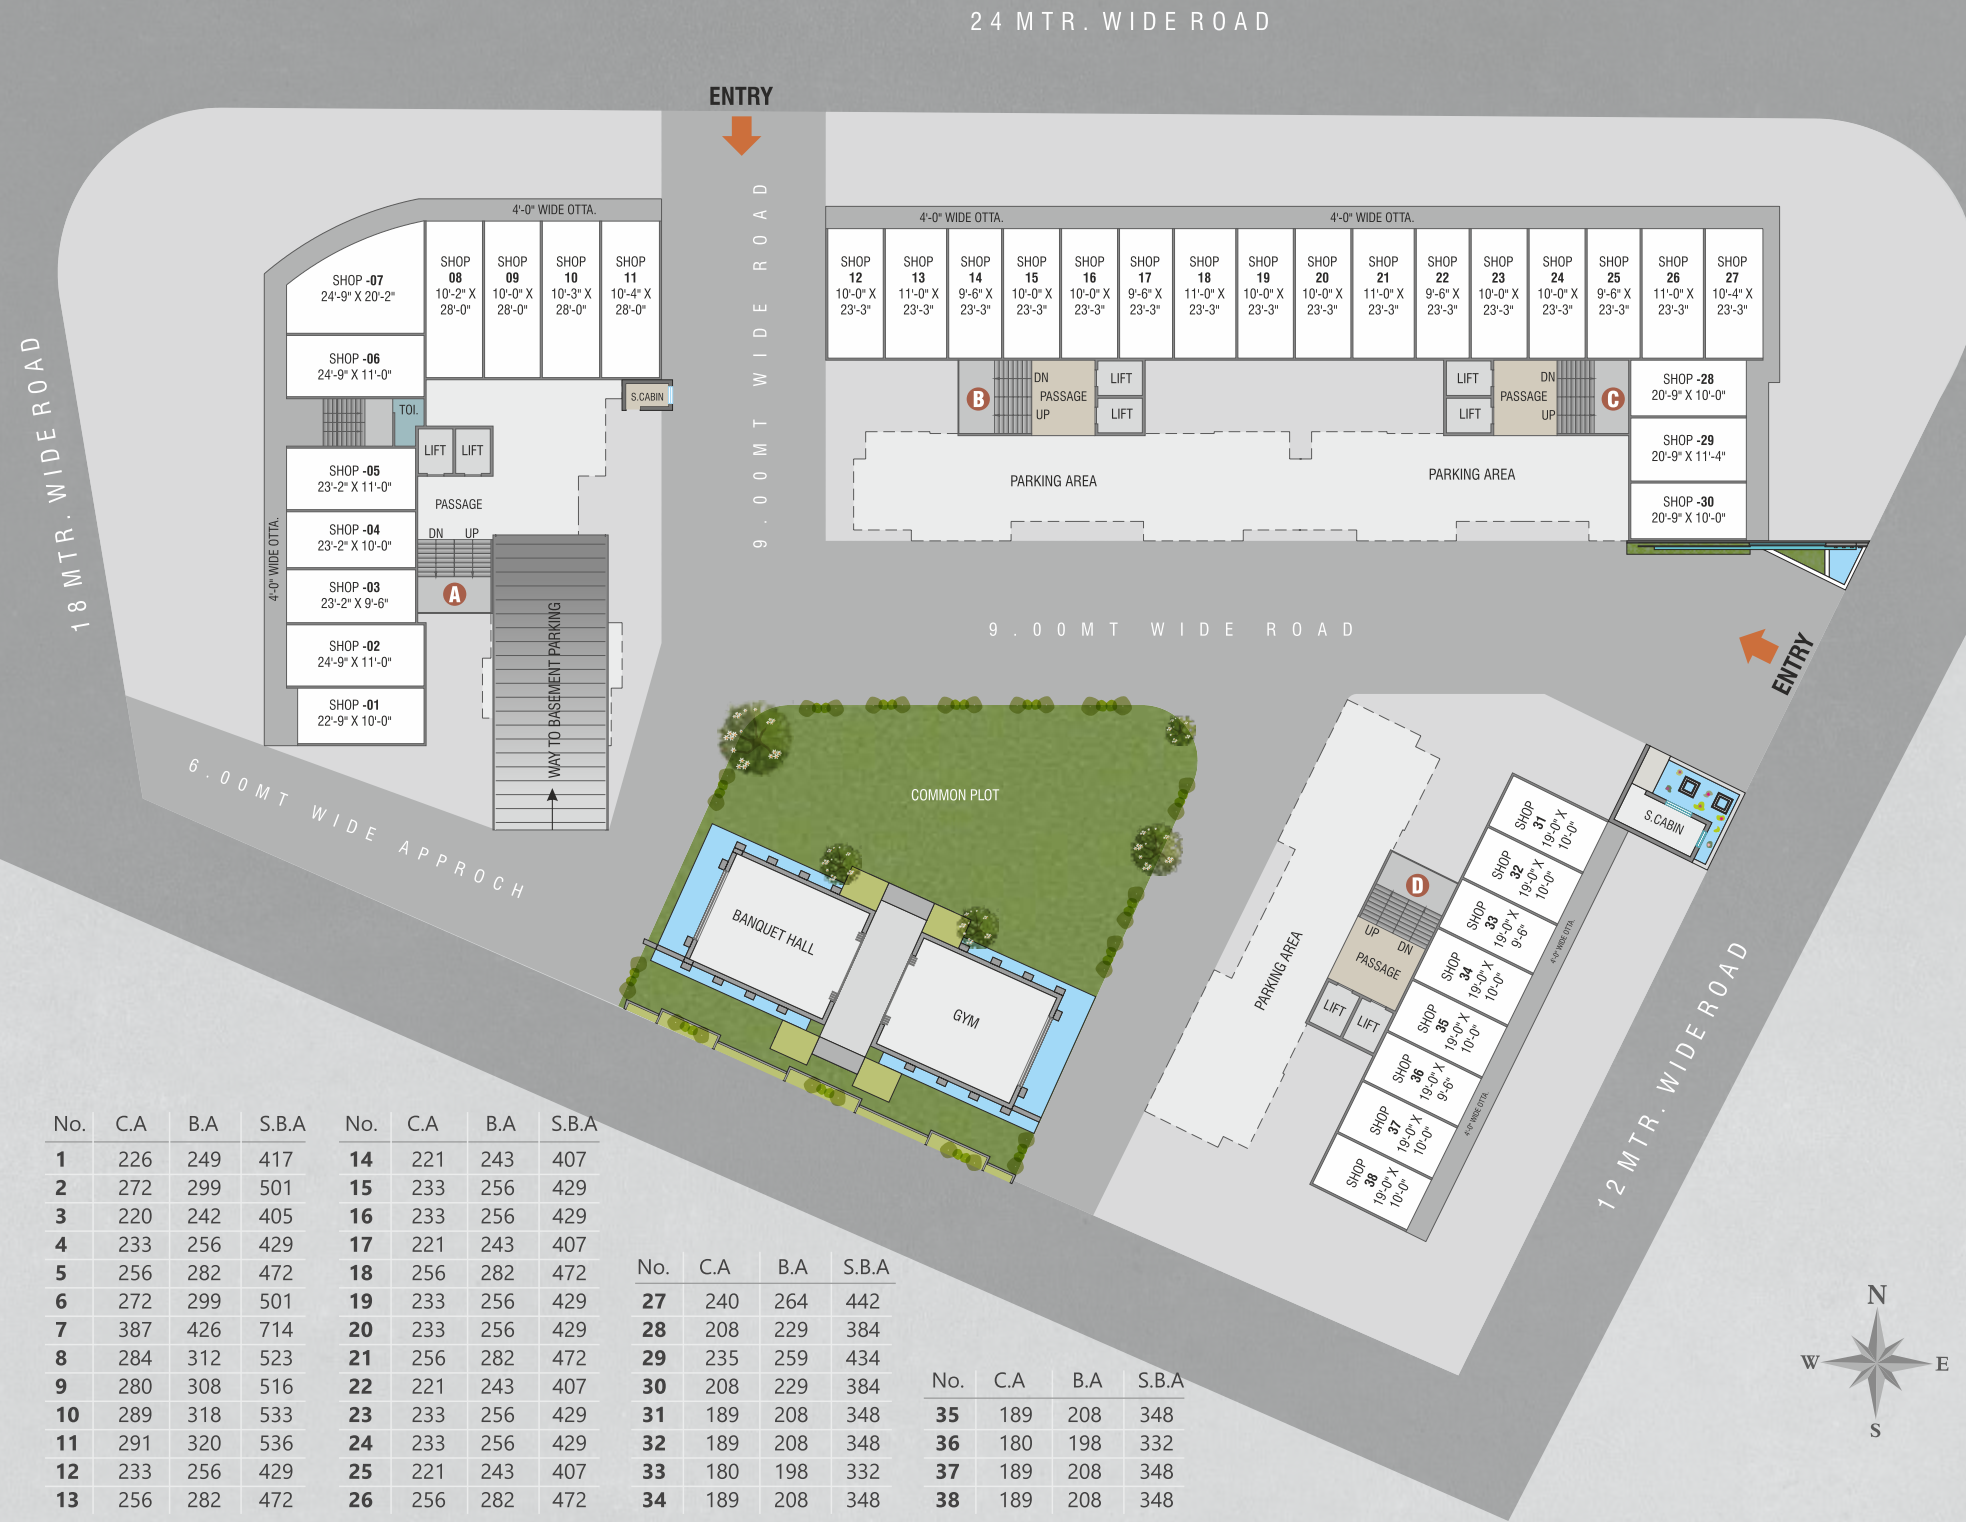 24 MTR. WIDE ROAD
ENTRY
18 MTR. WIDE ROAD
9.00MT WIDE ROAD
4'-0" WIDE OTTA.
SHOP -07
24'-9" X 20'-2"
SHOP
08
10'-2" X
28'-0"
SHOP
09
10'-0" X
28'-0"
SHOP
10
10'-3" X
28'-0"
SHOP
11
10'-4" X
28'-0"
SHOP -06
24'-9" X 11'-0"
TOI.
S.CABIN
LIFT
LIFT
SHOP -05
23'-2" X 11'-0"
PASSAGE
DN UP
SHOP -04
23'-2" X 10'-0"
4'-0" WIDE OTTA.
SHOP -03
23'-2" X 9'-6"
A
SHOP -02
24'-9" X 11'-0"
SHOP -01
22'-9" X 10'-0"
WAY TO BASEMENT PARKING
6.00MT WIDE APPROCH
4'-0" WIDE OTTA.
4'-0" WIDE OTTA.
SHOP
12
10'-0" X
23'-3"
SHOP
13
11'-0" X
23'-3"
SHOP
14
9'-6" X
23'-3"
SHOP
15
10'-0" X
23'-3"
SHOP
16
10'-0" X
23'-3"
SHOP
17
9'-6" X
23'-3"
SHOP
18
11'-0" X
23'-3"
SHOP
19
10'-0" X
23'-3"
SHOP
20
10'-0" X
23'-3"
SHOP
21
11'-0" X
23'-3"
SHOP
22
9'-6" X
23'-3"
SHOP
23
10'-0" X
23'-3"
SHOP
24
10'-0" X
23'-3"
SHOP
25
9'-6" X
23'-3"
SHOP
26
11'-0" X
23'-3"
SHOP
27
10'-4" X
23'-3"
B
DN
PASSAGE
UP
LIFT
LIFT
LIFT
LIFT
DN
PASSAGE
UP
C
SHOP -28
20'-9" X 10'-0"
SHOP -29
20'-9" X 11'-4"
SHOP -30
20'-9" X 10'-0"
PARKING AREA
PARKING AREA
9.00MT WIDE ROAD
ENTRY
COMMON PLOT
BANQUET HALL
GYM
S.CABIN
SHOP
31
19'-0" X
10'-0"
SHOP
32
19'-0" X
10'-0"
SHOP
33
19'-0" X
9'-6"
SHOP
34
19'-0" X
10'-0"
SHOP
35
19'-0" X
10'-0"
SHOP
36
19'-0" X
9'-6"
SHOP
37
19'-0" X
10'-0"
SHOP
38
19'-0" X
10'-0"
D
UP DN
PASSAGE
LIFT
LIFT
PARKING AREA
4'-0" WIDE OTTA.
4'-0" WIDE OTTA.
12 MTR. WIDE ROAD
No. C.A B.A S.B.A
1 226 249 417
2 272 299 501
3 220 242 405
4 233 256 429
5 256 282 472
6 272 299 501
7 387 426 714
8 284 312 523
9 280 308 516
10 289 318 533
11 291 320 536
12 233 256 429
13 256 282 472
No. C.A B.A S.B.A
14 221 243 407
15 233 256 429
16 233 256 429
17 221 243 407
18 256 282 472
19 233 256 429
20 233 256 429
21 256 282 472
22 221 243 407
23 233 256 429
24 233 256 429
25 221 243 407
26 256 282 472
No. C.A B.A S.B.A
27 240 264 442
28 208 229 384
29 235 259 434
30 208 229 384
31 189 208 348
32 189 208 348
33 180 198 332
34 189 208 348
No. C.A B.A S.B.A
35 189 208 348
36 180 198 332
37 189 208 348
38 189 208 348
N
W E
S